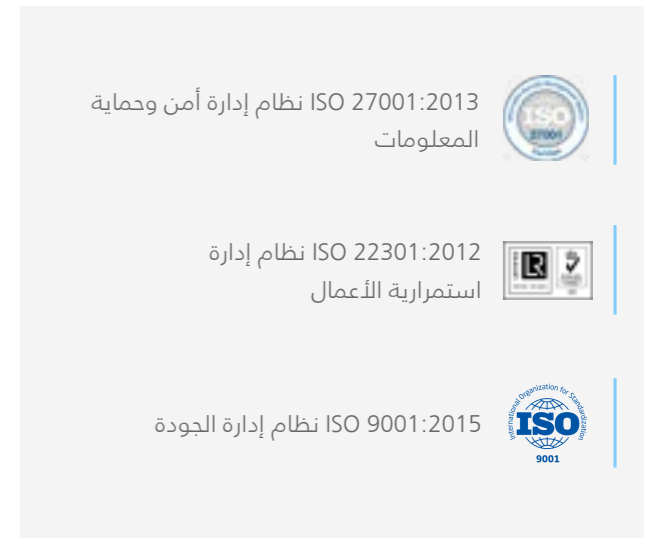 ISO 27001:2013 نظام إدارة أمن وحماية
المعلومات
ISO
27001
ISO 22301:2012 نظام إدارة
استمرارية الأعمال
LR
ISO 9001:2015 نظام إدارة الجودة
International Organization for Standardization
ISO
9001